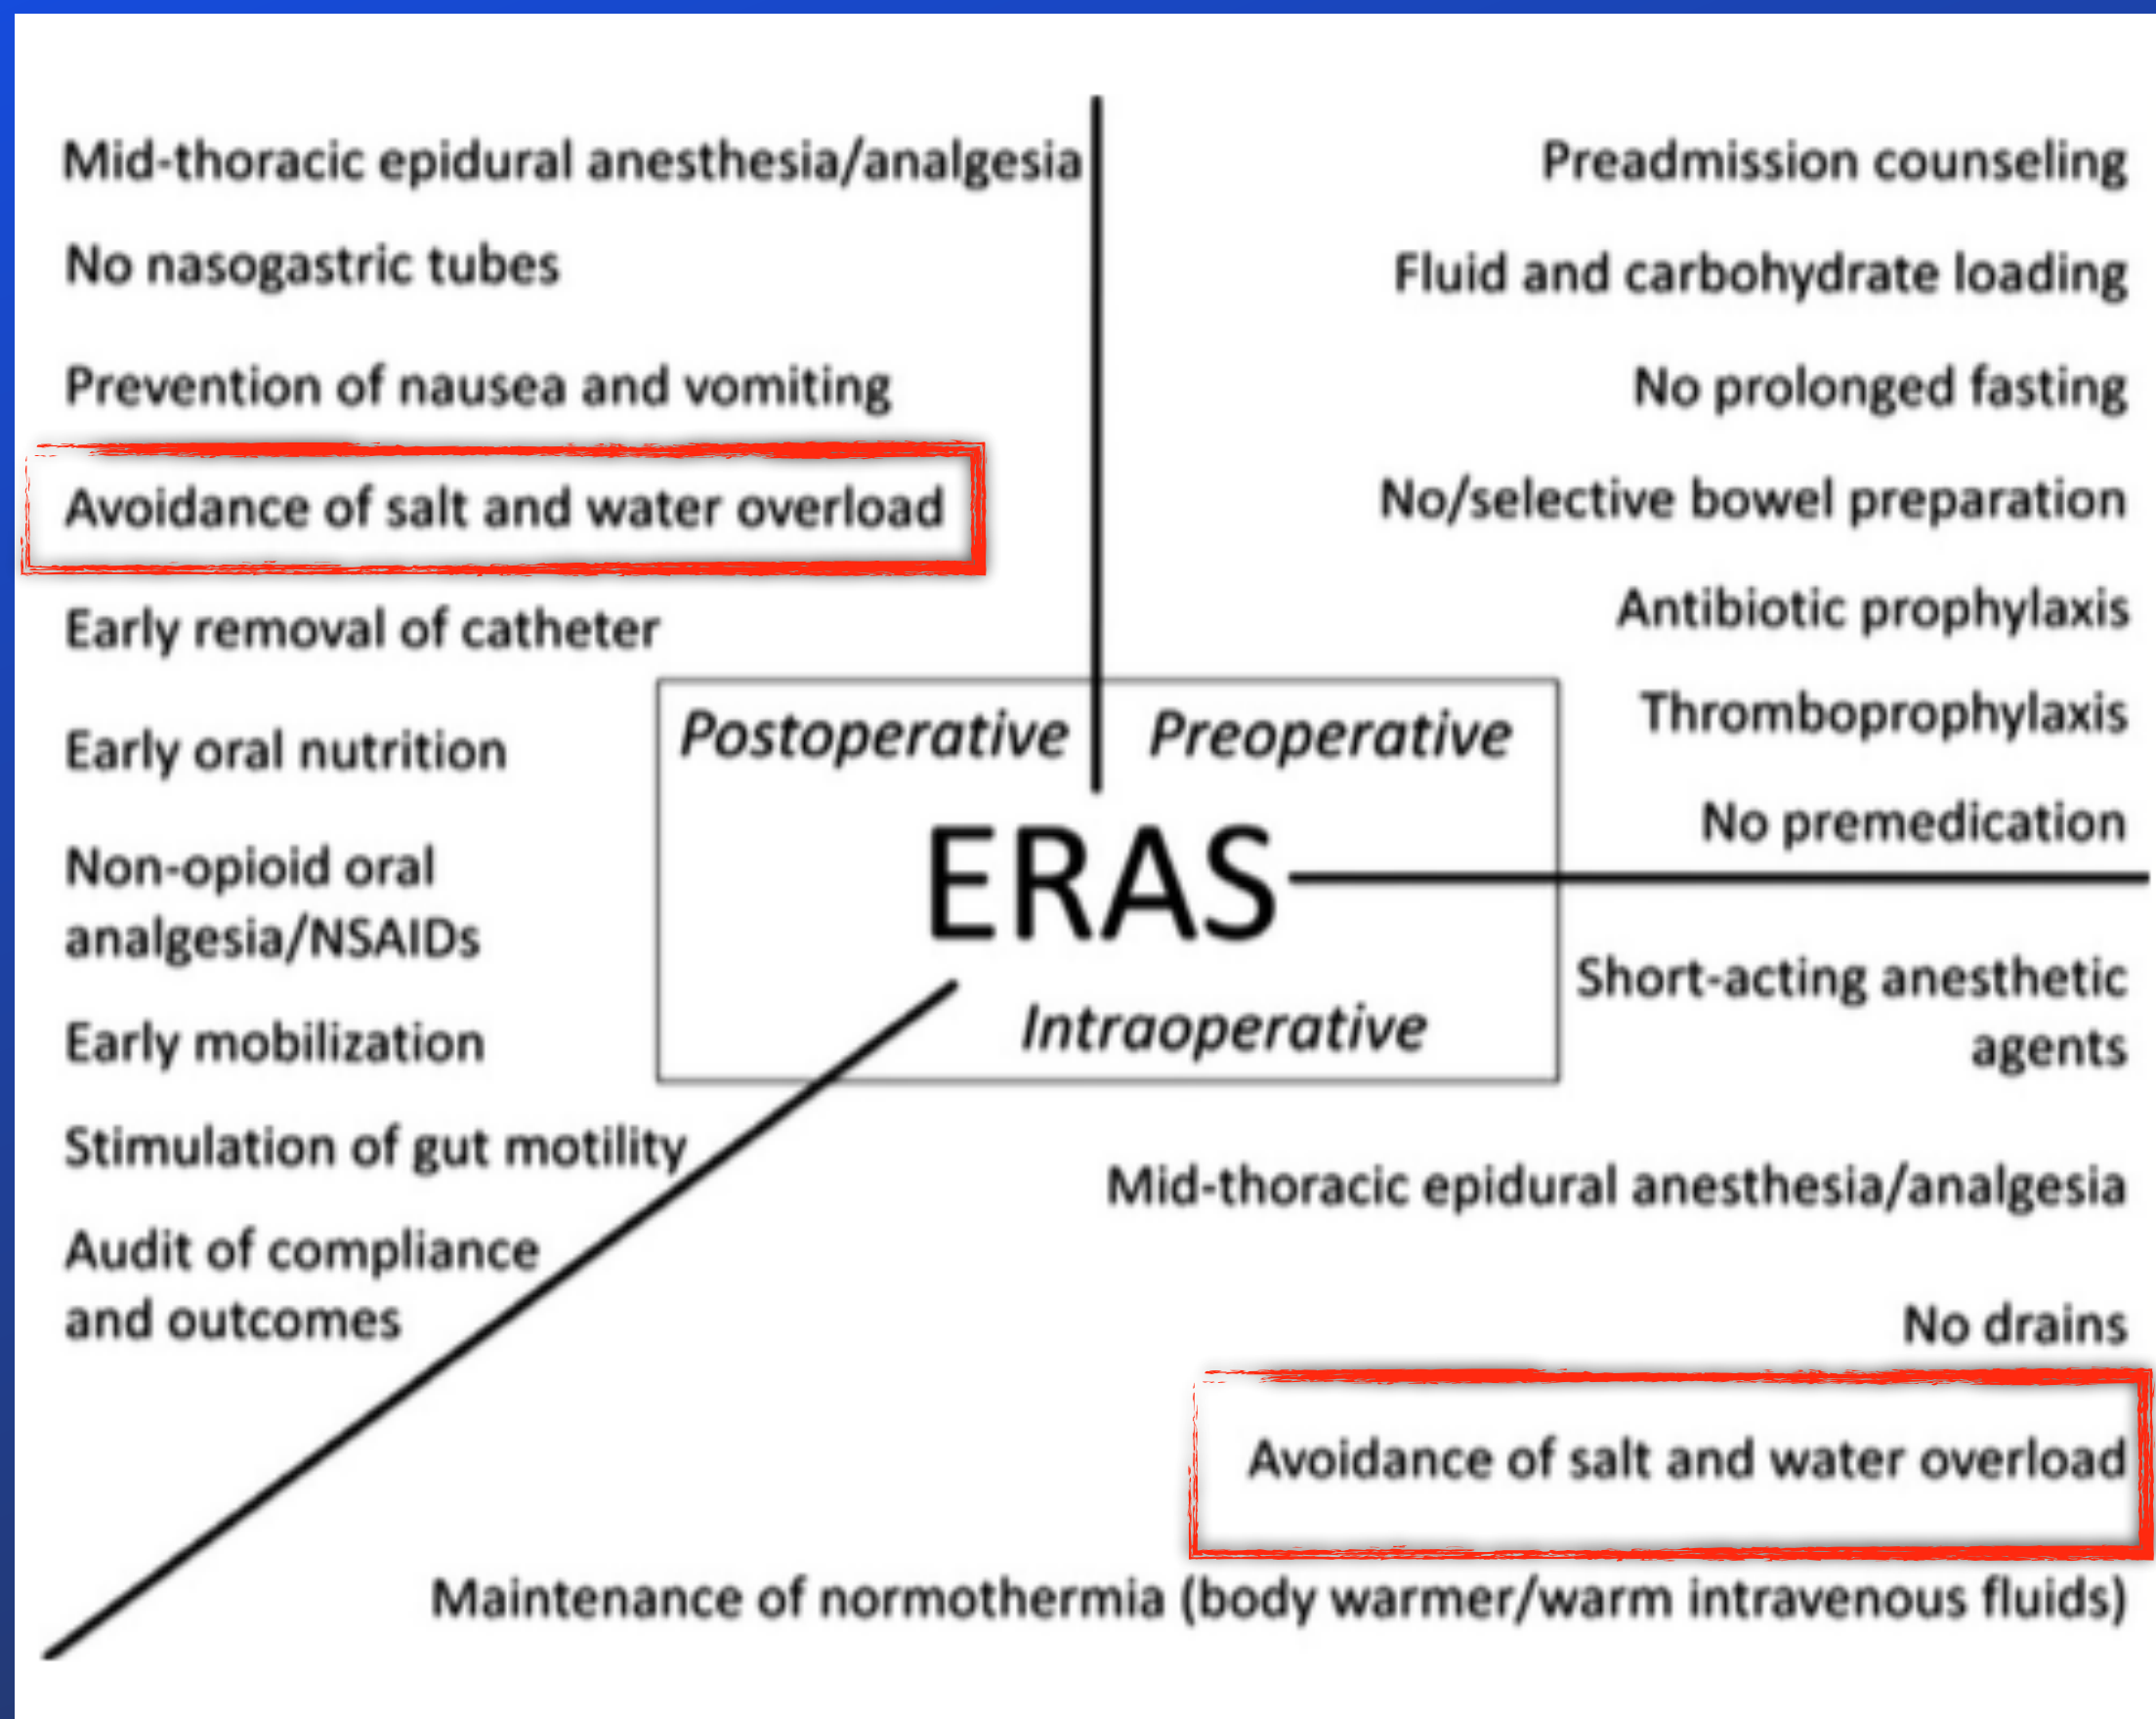 Mid-thoracic epidural anesthesia/analgesia
No nasogastric tubes
Prevention of nausea and vomiting
Avoidance of salt and water overload
Early removal of catheter
Early oral nutrition
Non-opioid oral
analgesia/NSAIDs
Early mobilization
Stimulation of gut motility
Audit of compliance
and outcomes
Preadmission counseling
Fluid and carbohydrate loading
No prolonged fasting
No/selective bowel preparation
Antibiotic prophylaxis
Thromboprophylaxis
No premedication
Postoperative Preoperative
ERAS
Intraoperative
Short-acting anesthetic
agents
Mid-thoracic epidural anesthesia/analgesia
No drains
Avoidance of salt and water overload
Maintenance of normothermia (body warmer/warm intravenous fluids)